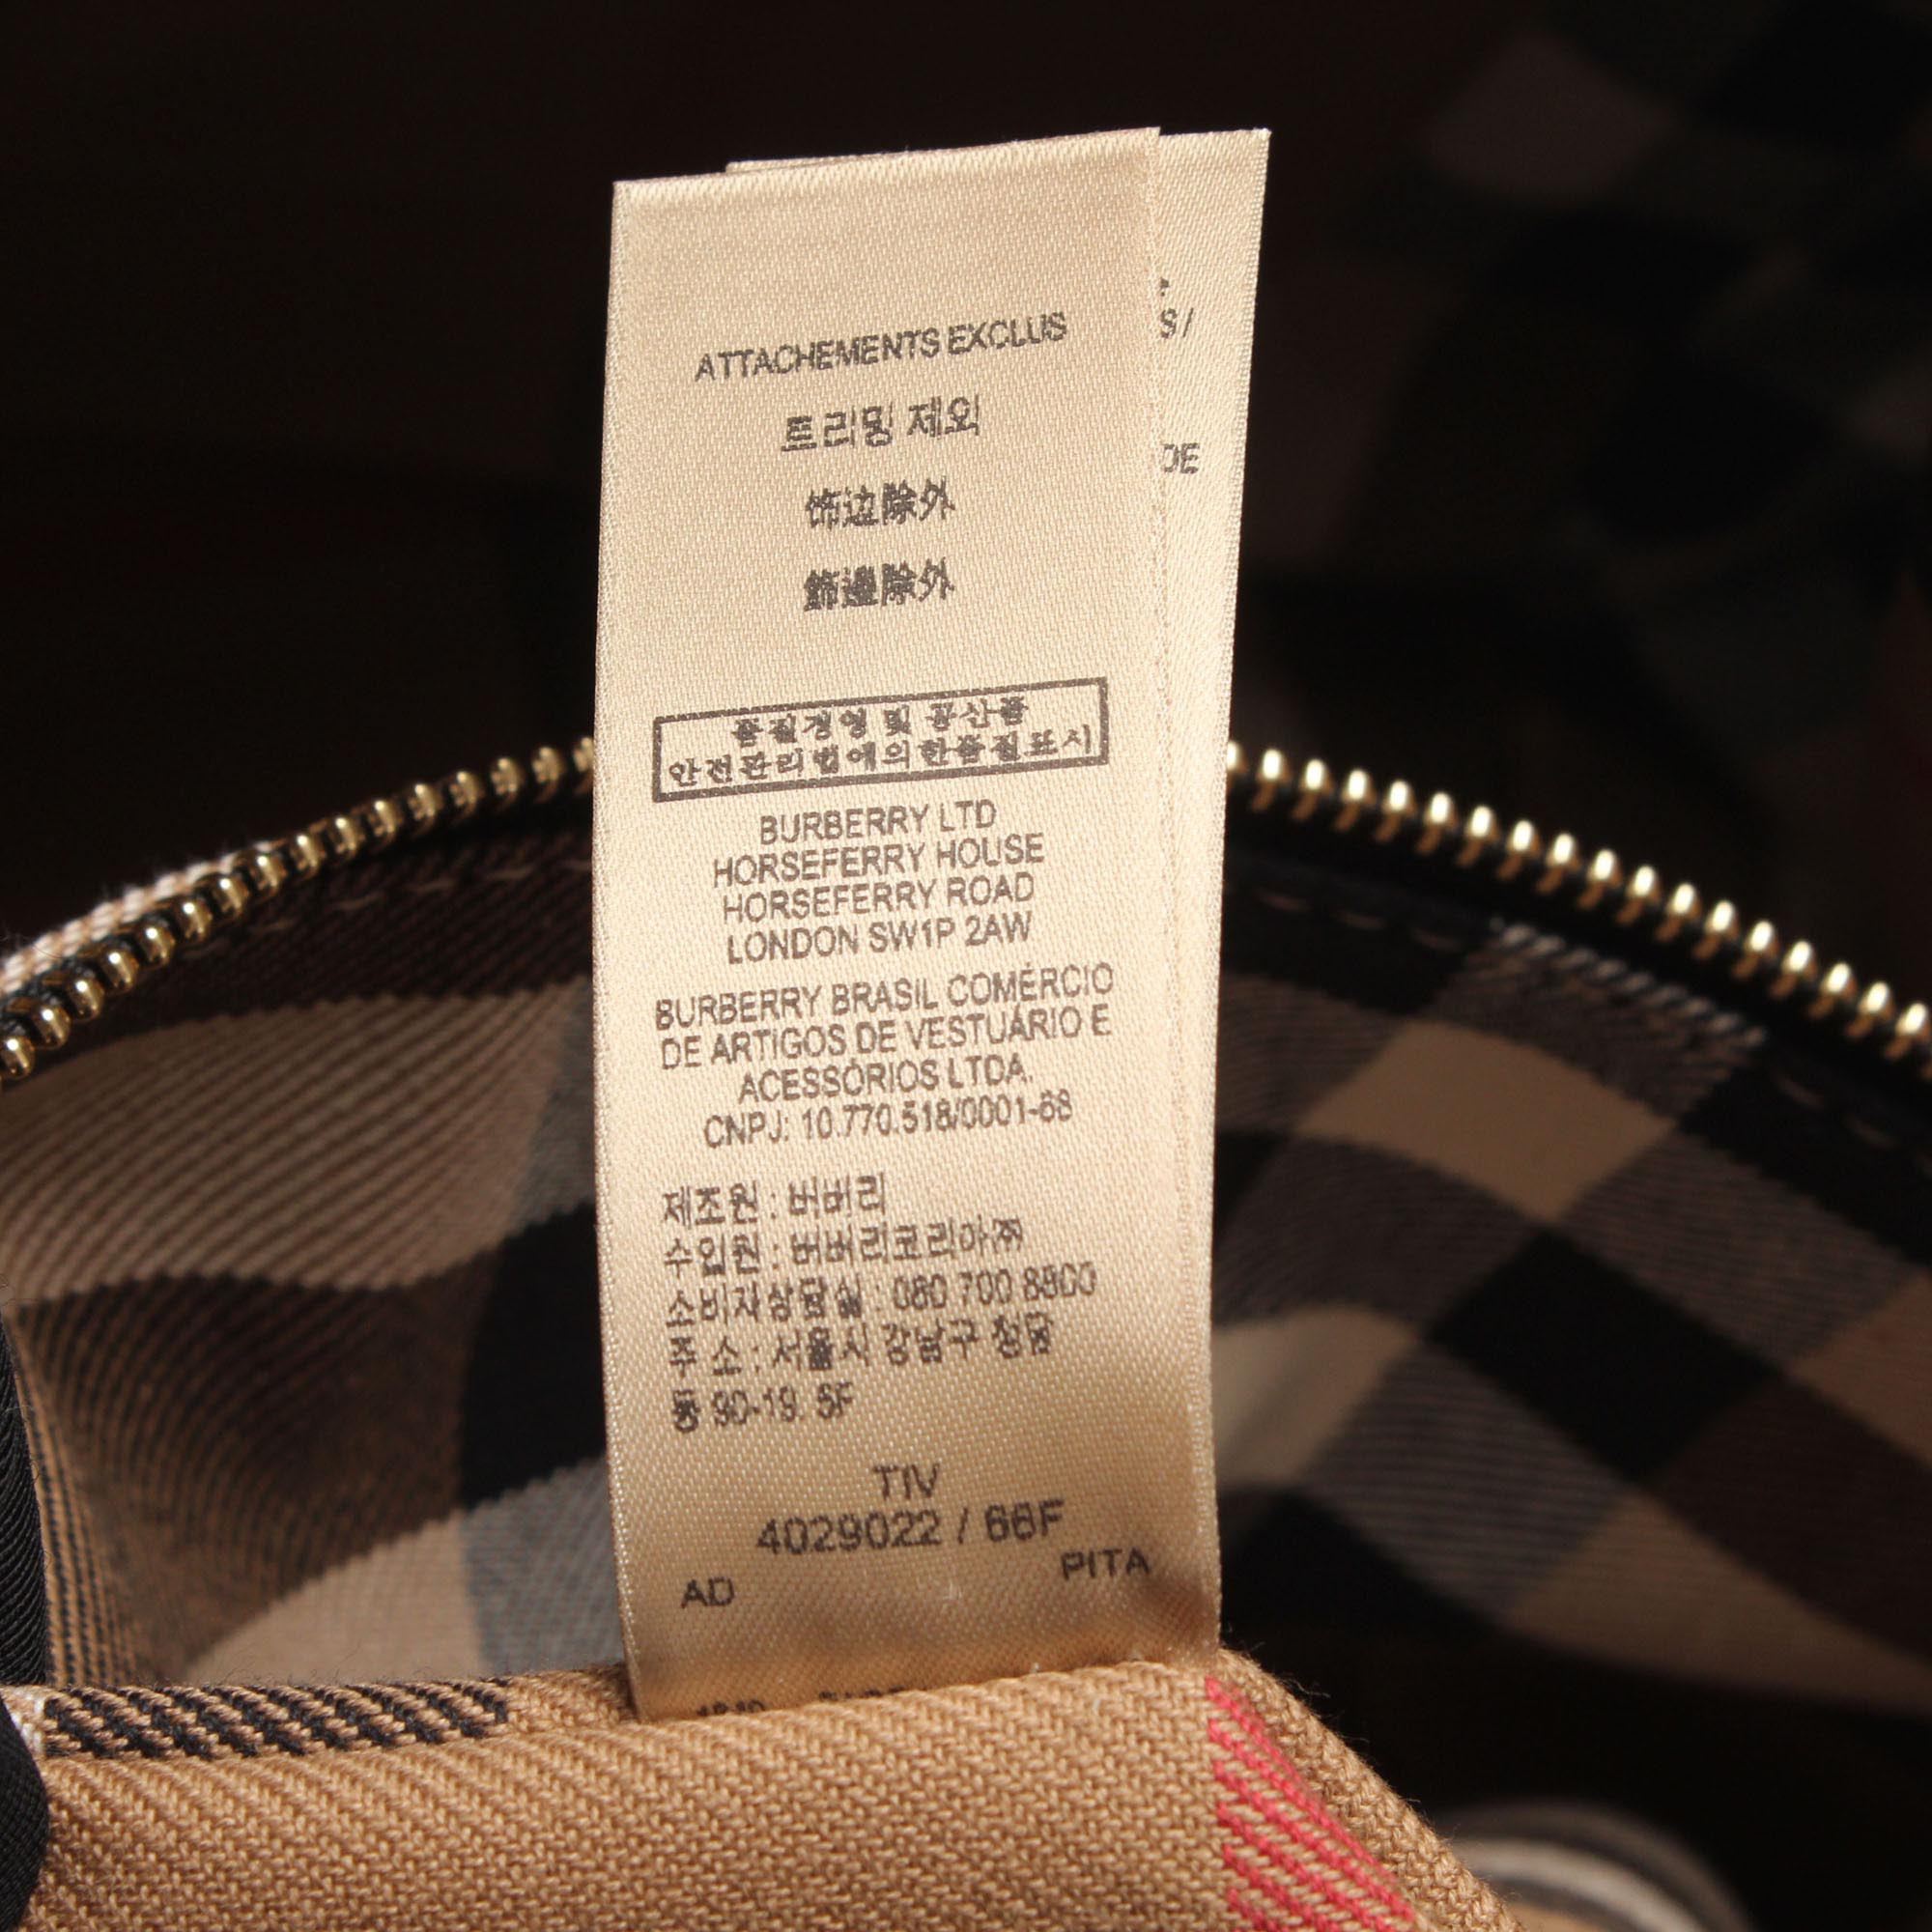 ATTACHEMENTS EXCLUS
트리밍 제외
饰边除外
飾邊除外
품질경영 및 공산품
안전관리법에의한품질표시
BURBERRY LTD
HORSEFERRY HOUSE
HORSEFERRY ROAD
LONDON SW1P 2AW
BURBERRY BRASIL COMÉRCIO
DE ARTIGOS DE VESTUÁRIO E
ACESSÓRIOS LTDA.
CNPJ: 10.770.518/0001-68
제조원 : 버버리
수입원 : 버버리코리아㈜
소비자상담실 : 080 700 8800
주 소 : 서울시 강남구 청담
동 90-19. 5F
TIV
4029022 / 66F
AD PITA
S /
DE